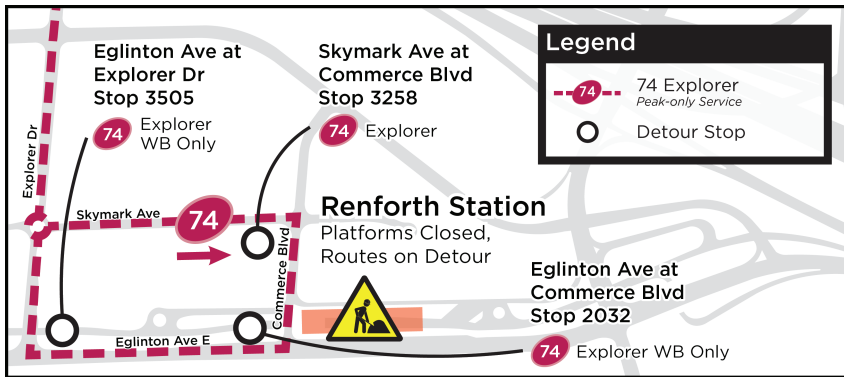 Eglinton Ave at
Explorer Dr
Stop 3505
74 Explorer
WB Only
Skymark Ave at
Commerce Blvd
Stop 3258
74 Explorer
Legend
74 74 Explorer
Peak-only Service
Detour Stop
Explorer Dr
Skymark Ave
74
Commerce Blvd
Eglinton Ave E
Renforth Station
Platforms Closed,
Routes on Detour
Eglinton Ave at
Commerce Blvd
Stop 2032
74 Explorer WB Only